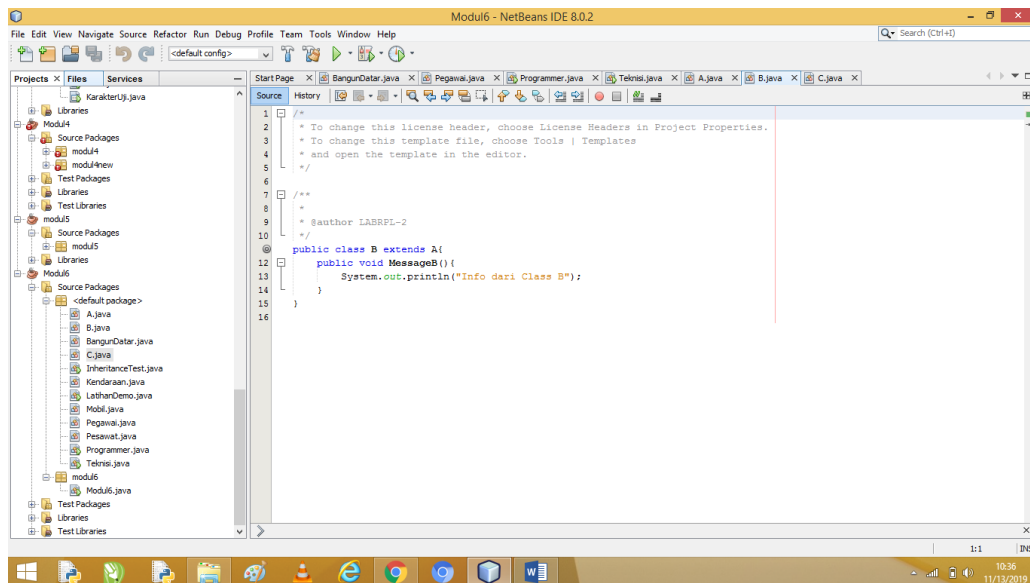 Modul6 - NetBeans IDE 8.0.2
File Edit View Navigate Source Refactor Run Debug Profile Team Tools Window Help
Search (Ctrl+I)
<default config>
Projects Files Services
Start Page BangunDatar.java Pegawai.java Programmer.java Teknisi.java A.java B.java C.java
Source History
KarakterUji.java
Libraries
Modul4
Source Packages
modul4
modul4new
Test Packages
Libraries
Test Libraries
modul5
Source Packages
modul5
Libraries
Modul6
Source Packages
<default package>
A.java
B.java
BangunDatar.java
C.java
InheritanceTest.java
Kendaraan.java
LatihanDemo.java
Mobil.java
Pegawai.java
Pesawat.java
Programmer.java
Teknisi.java
modul6
Modul6.java
Test Packages
Libraries
Test Libraries
1 /*
2 * To change this license header, choose License Headers in Project Properties.
3 * To change this template file, choose Tools | Templates
4 * and open the template in the editor.
5 */
6
7 /**
8 *
9 * @author LABRPL-2
10 */
public class B extends A{
12 public void MessageB(){
13 System.out.println("Info dari Class B");
14 }
15 }
16
1:1 INS
10:36
11/13/2019